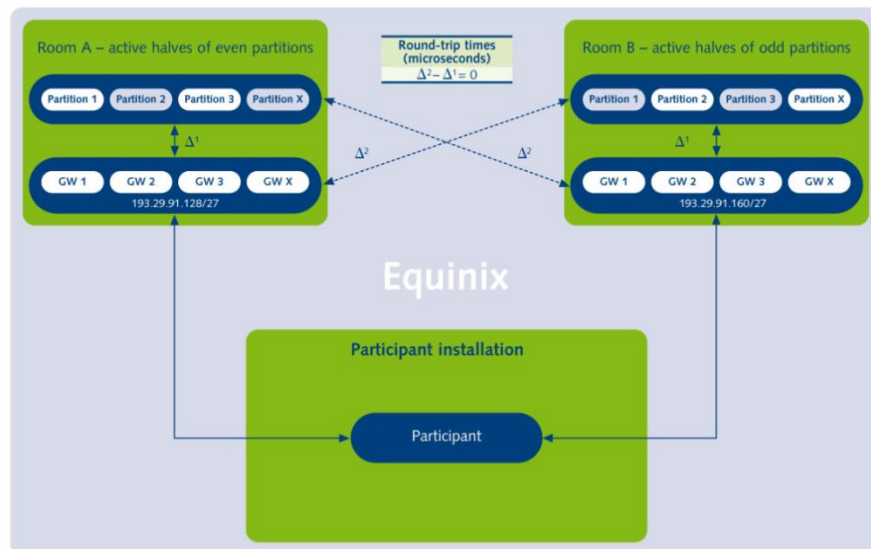 Room A – active halves of even partitions
Partition 1 Partition 2 Partition 3 Partition X
Δ¹
GW 1 GW 2 GW 3 GW X
193.29.91.128/27
Round-trip times
(microseconds)
Δ² – Δ¹ = 0
Δ² Δ²
Room B – active halves of odd partitions
Partition 1 Partition 2 Partition 3 Partition X
Δ¹
GW 1 GW 2 GW 3 GW X
193.29.91.160/27
Equinix
Participant installation
Participant